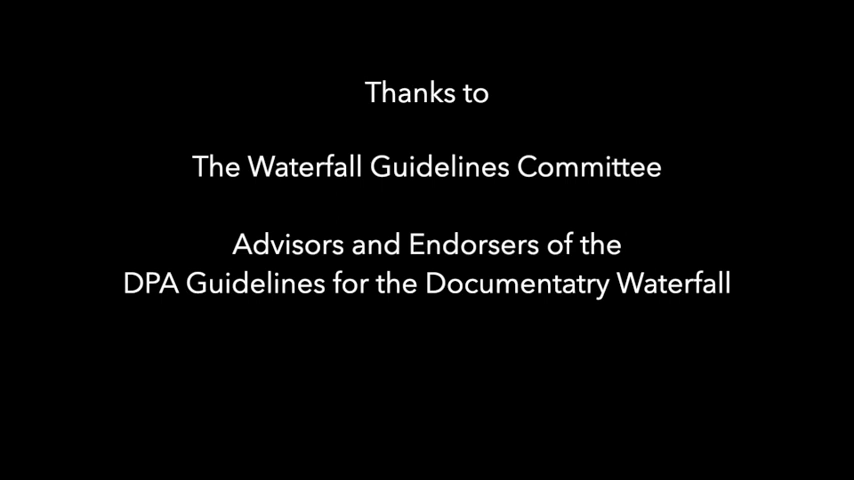 Thanks to
The Waterfall Guidelines Committee
Advisors and Endorsers of the
DPA Guidelines for the Documentatry Waterfall